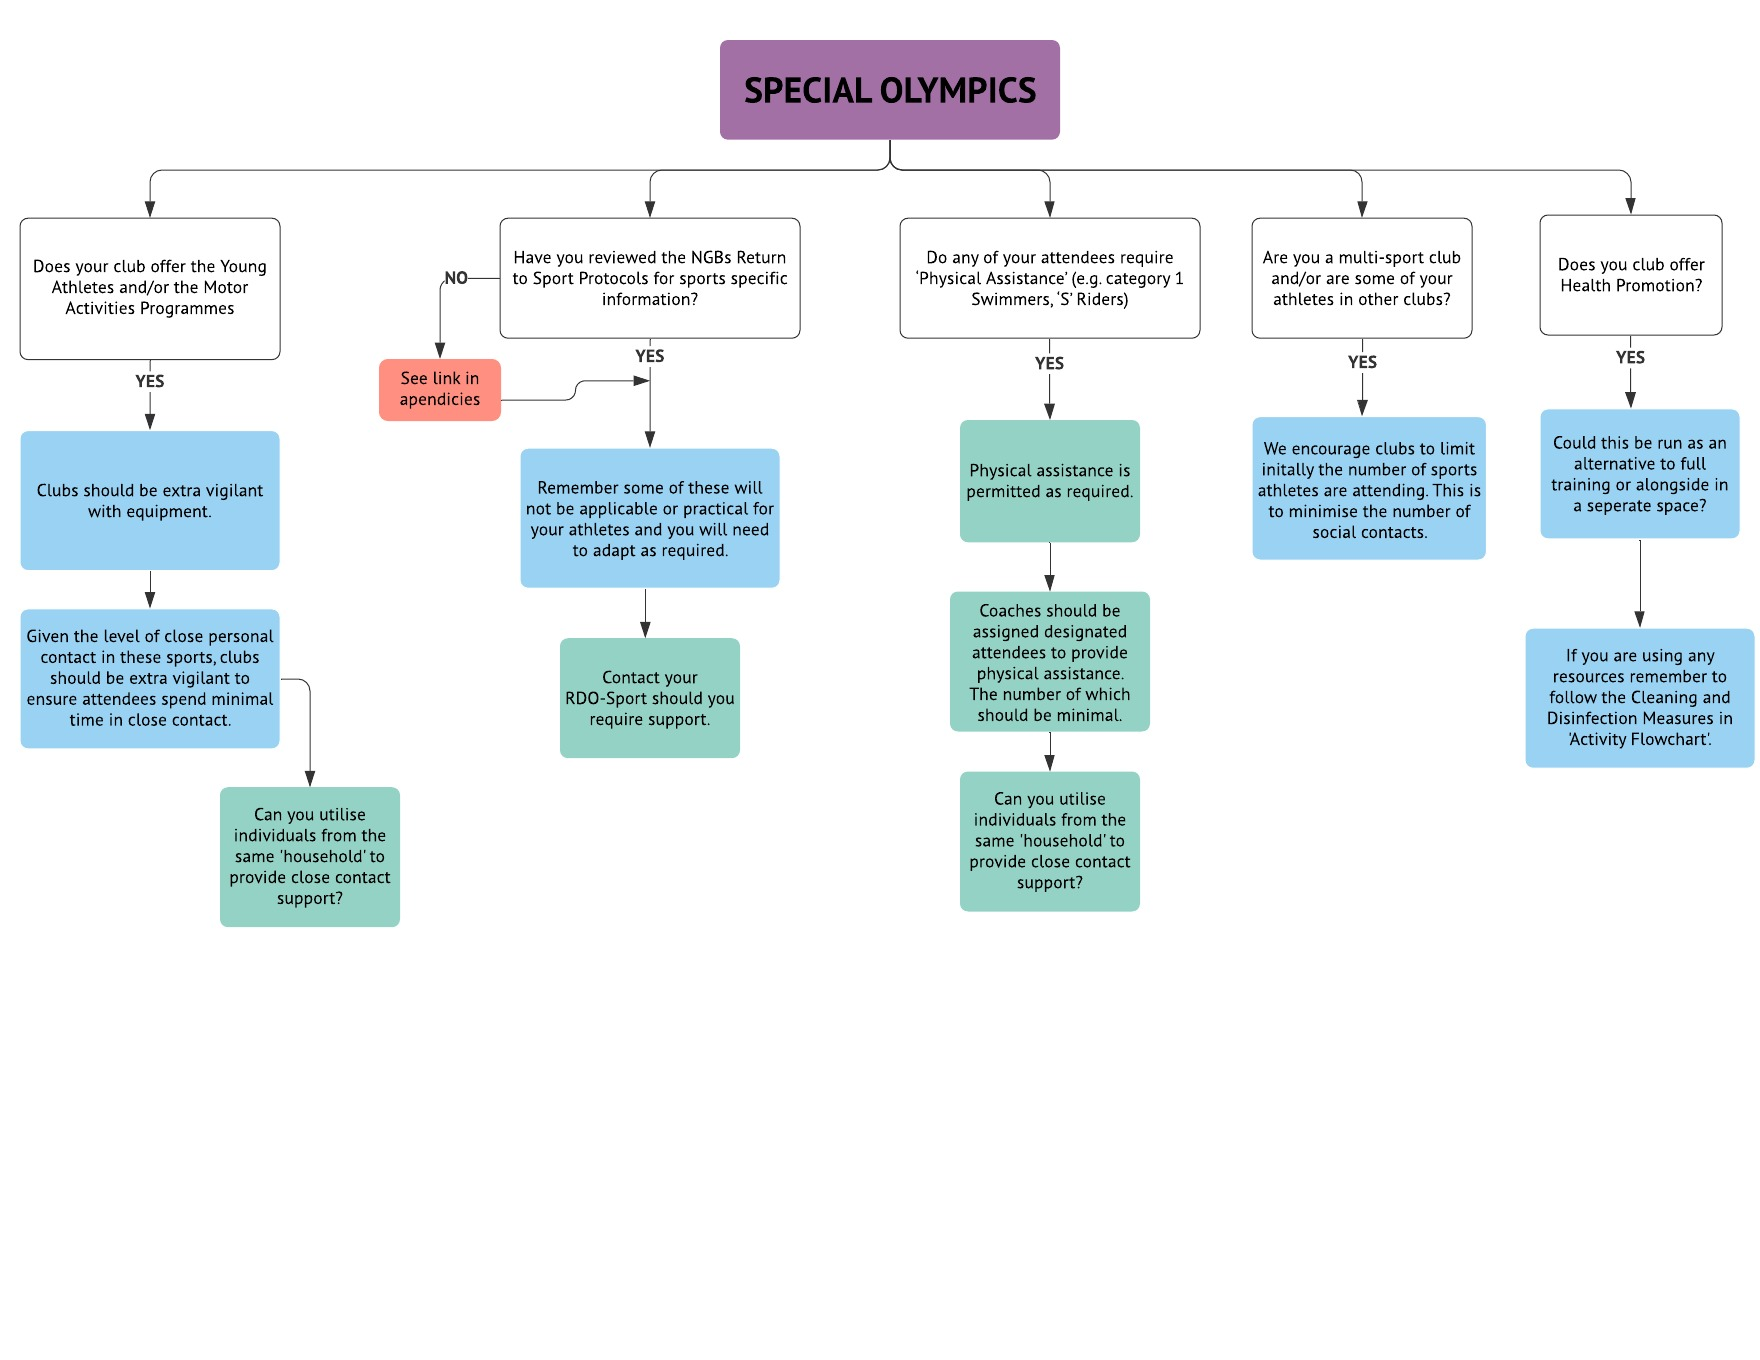 SPECIAL OLYMPICS
Does your club offer the Young
Athletes and/or the Motor
Activities Programmes
YES
Clubs should be extra vigilant
with equipment.
Given the level of close personal
contact in these sports, clubs
should be extra vigilant to
ensure attendees spend minimal
time in close contact.
Can you utilise
individuals from the
same 'household' to
provide close contact
support?
Have you reviewed the NGBs Return
to Sport Protocols for sports specific
information?
NO
See link in
apendicies
YES
Remember some of these will
not be applicable or practical for
your athletes and you will need
to adapt as required.
Contact your
RDO-Sport should you
require support.
Do any of your attendees require
‘Physical Assistance’ (e.g. category 1
Swimmers, ‘S’ Riders)
YES
Physical assistance is
permitted as required.
Coaches should be
assigned designated
attendees to provide
physical assistance.
The number of which
should be minimal.
Can you utilise
individuals from the
same 'household' to
provide close contact
support?
Are you a multi-sport club
and/or are some of your
athletes in other clubs?
YES
We encourage clubs to limit
initally the number of sports
athletes are attending. This is
to minimise the number of
social contacts.
Does you club offer
Health Promotion?
YES
Could this be run as an
alternative to full
training or alongside in
a seperate space?
If you are using any
resources remember to
follow the Cleaning and
Disinfection Measures in
'Activity Flowchart'.